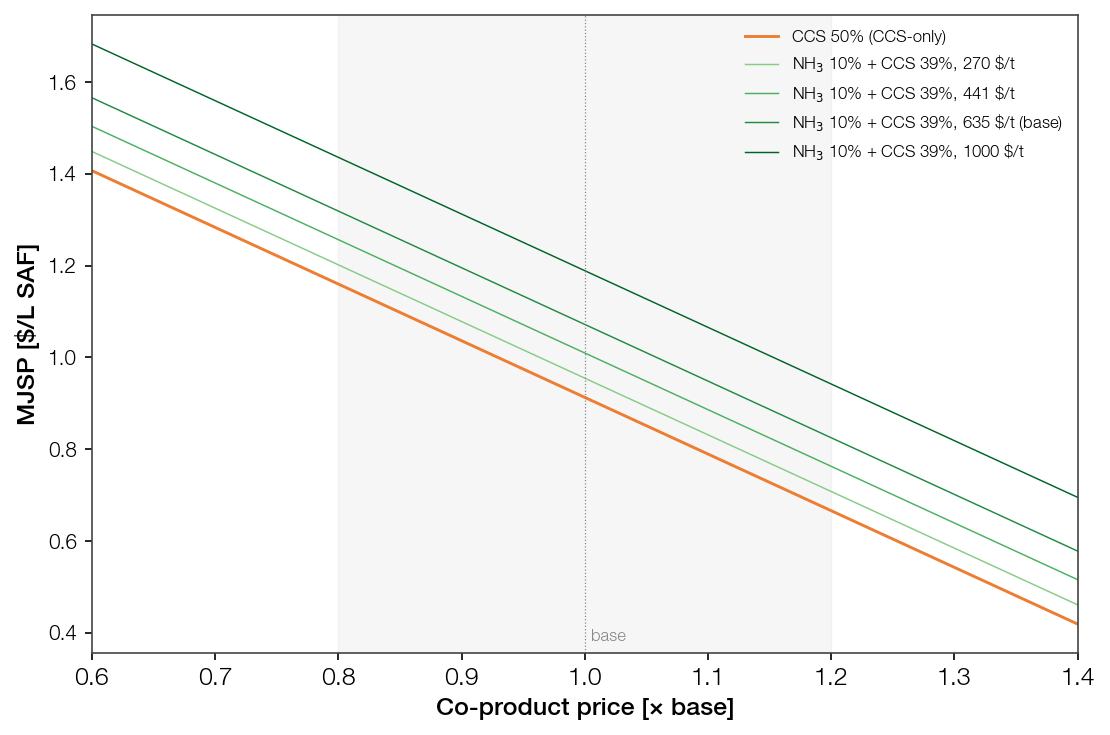 CCS 50% (CCS-only)
NH₃ 10% + CCS 39%, 270 $/t
NH₃ 10% + CCS 39%, 441 $/t
NH₃ 10% + CCS 39%, 635 $/t (base)
NH₃ 10% + CCS 39%, 1000 $/t
MJSP [$/L SAF]
1.6
1.4
1.2
1.0
0.8
0.6
0.4
base
0.6 0.7 0.8 0.9 1.0 1.1 1.2 1.3 1.4
Co-product price [× base]